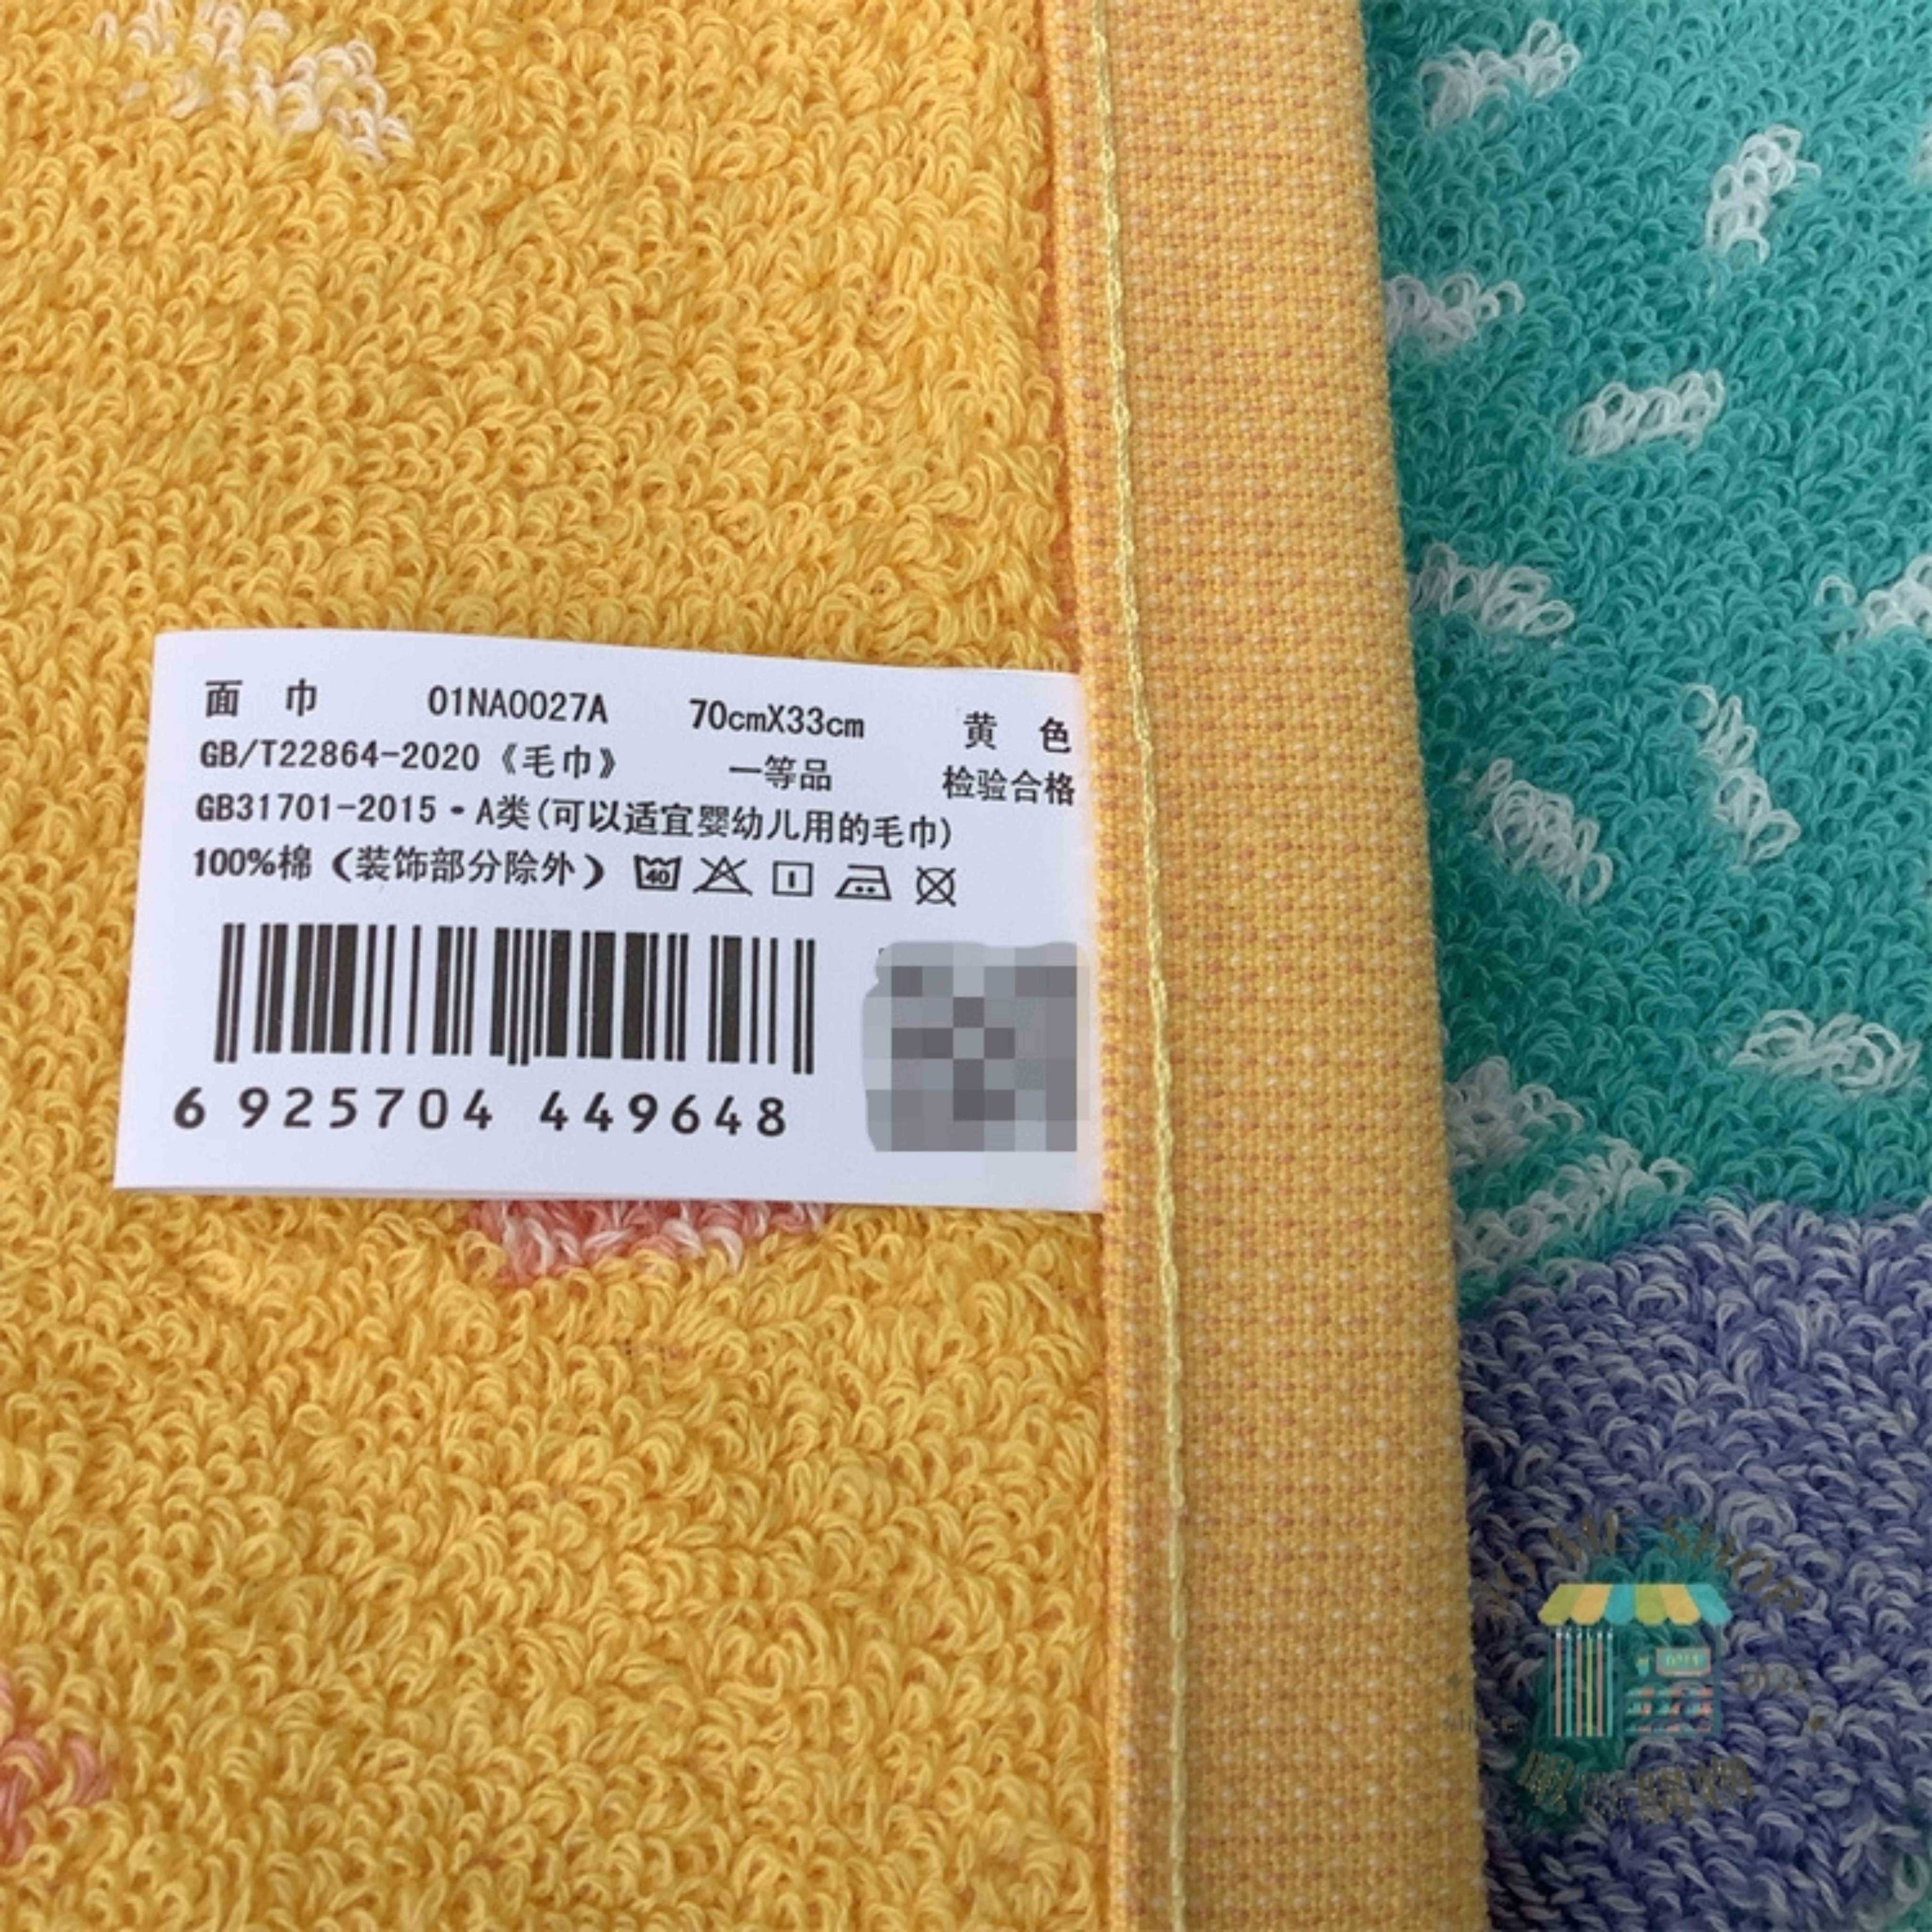 面 巾 01NA0027A 70cmX33cm 黄 色
GB/T22864-2020《毛巾》 一等品 检验合格
GB31701-2015·A类(可以适宜婴幼儿用的毛巾)
100%棉（装饰部分除外） 40
6 925704 449648
SHOP